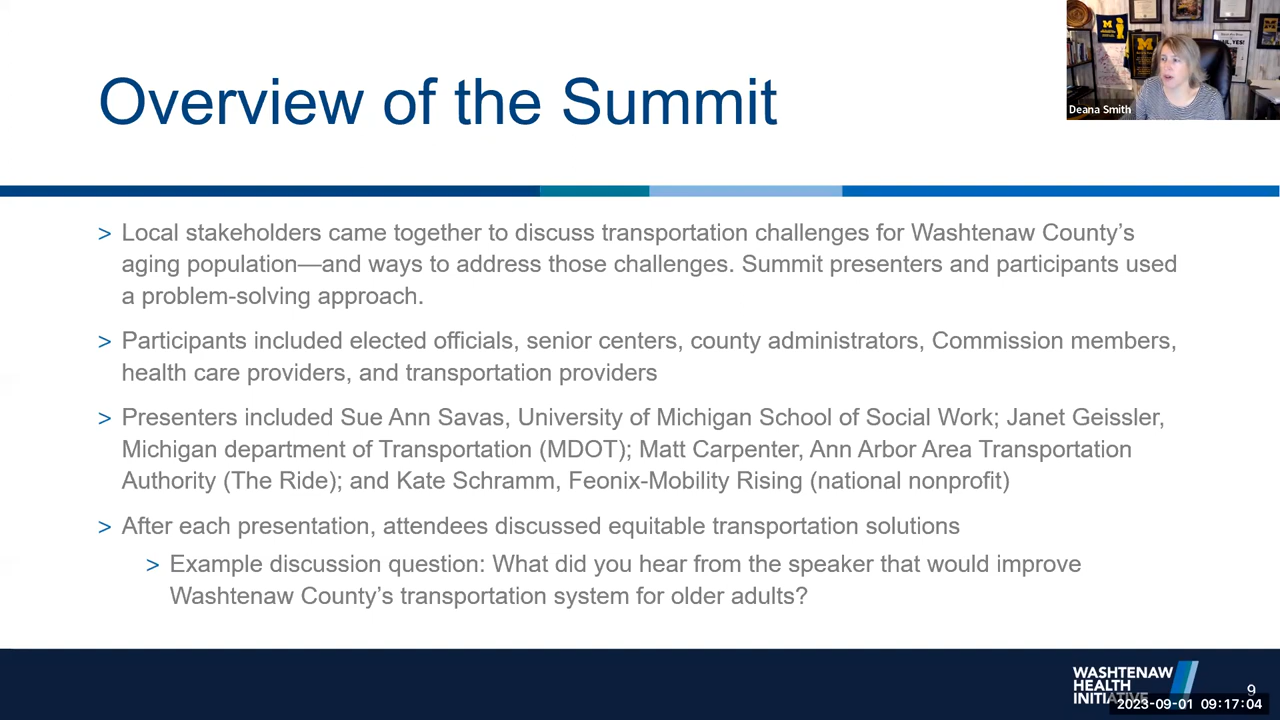 Overview of the Summit
Deana Smith
> Local stakeholders came together to discuss transportation challenges for Washtenaw County’s
aging population—and ways to address those challenges. Summit presenters and participants used
a problem-solving approach.
> Participants included elected officials, senior centers, county administrators, Commission members,
health care providers, and transportation providers
> Presenters included Sue Ann Savas, University of Michigan School of Social Work; Janet Geissler,
Michigan department of Transportation (MDOT); Matt Carpenter, Ann Arbor Area Transportation
Authority (The Ride); and Kate Schramm, Feonix-Mobility Rising (national nonprofit)
> After each presentation, attendees discussed equitable transportation solutions
> Example discussion question: What did you hear from the speaker that would improve
Washtenaw County’s transportation system for older adults?
WASHTENAW
HEALTH
INITIATIVE
9
2023-09-01 09:17:04